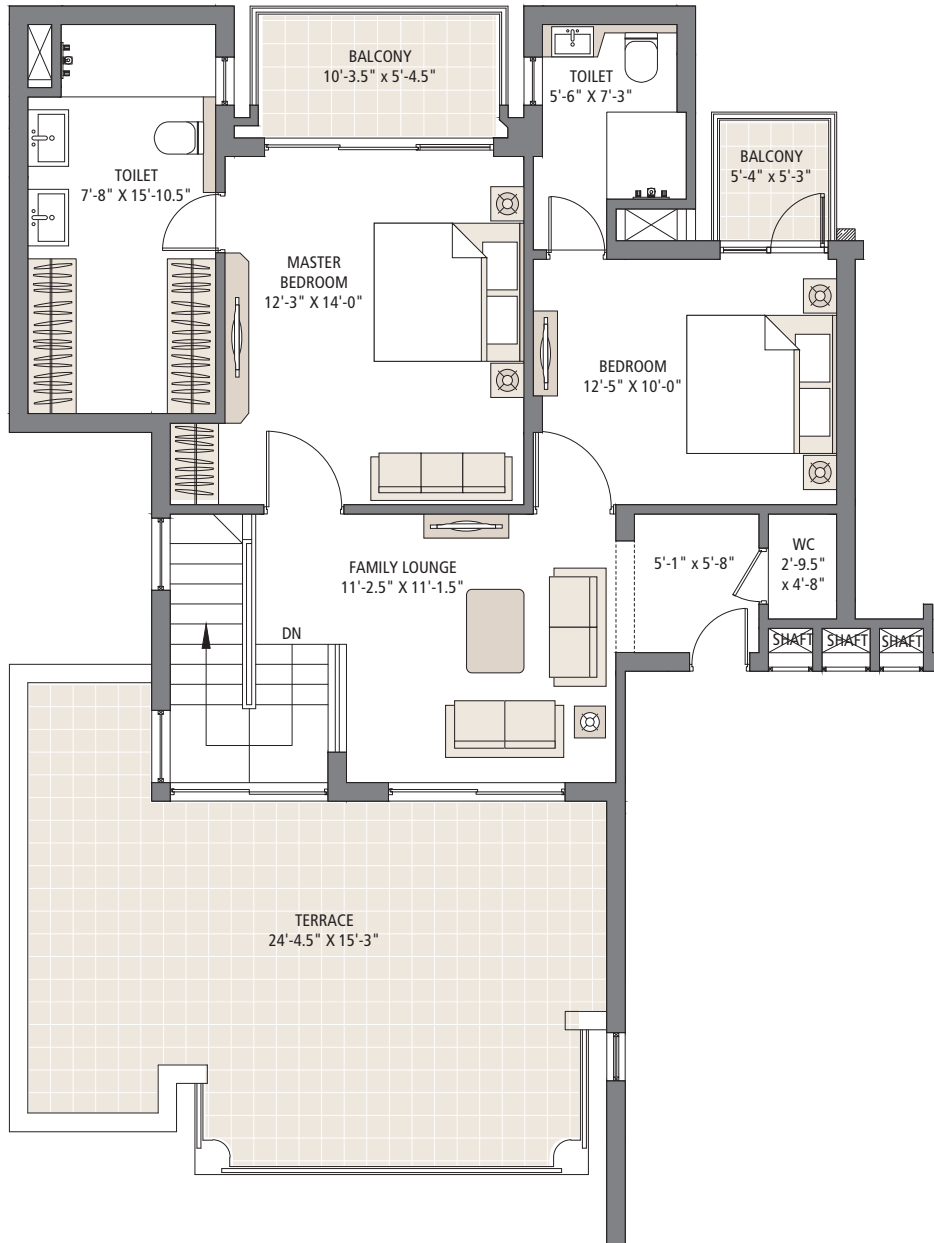 BALCONY
10'-3.5" x 5'-4.5"
TOILET
5'-6" X 7'-3"
BALCONY
5'-4" x 5'-3"
TOILET
7'-8" X 15'-10.5"
MASTER
BEDROOM
12'-3" X 14'-0"
BEDROOM
12'-5" X 10'-0"
FAMILY LOUNGE
11'-2.5" X 11'-1.5"
5'-1" x 5'-8"
WC
2'-9.5"
x 4'-8"
DN
SHAFT SHAFT SHAFT
TERRACE
24'-4.5" X 15'-3"